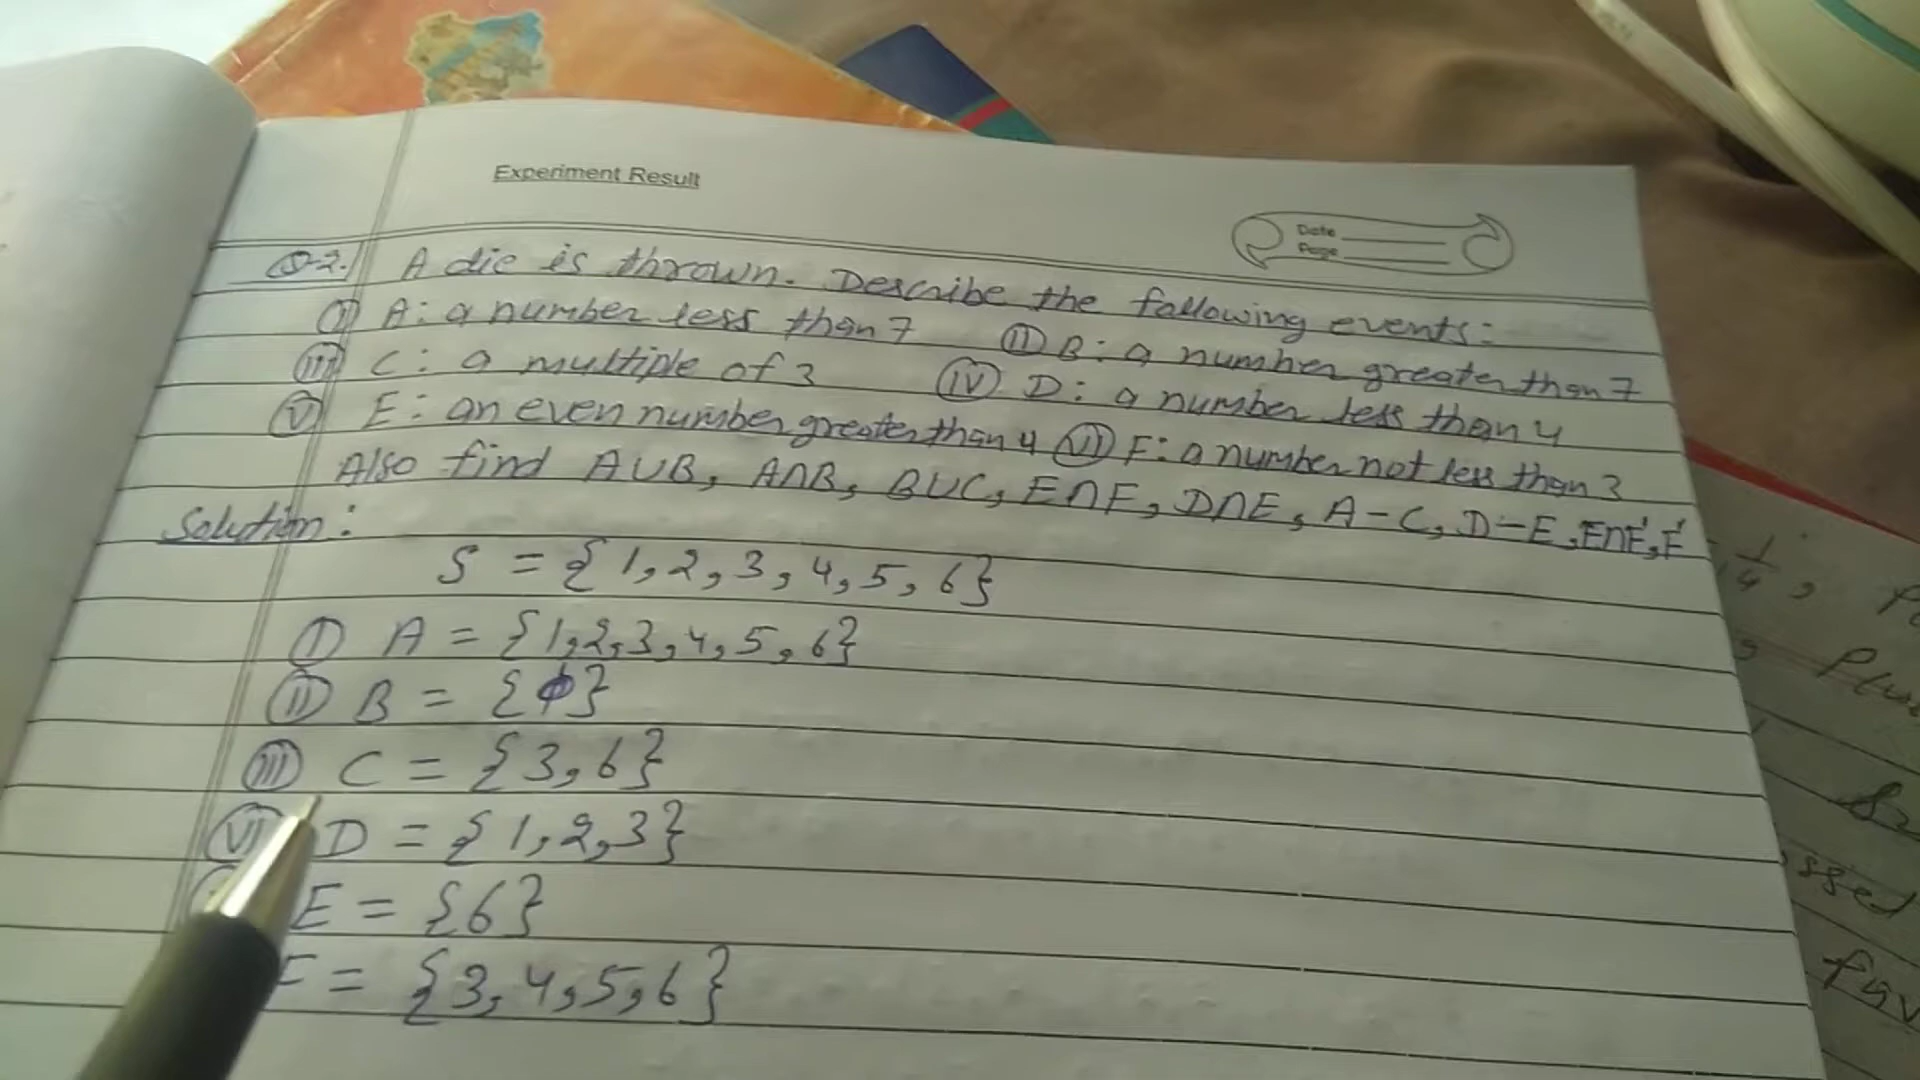 Experiment Result
Date
Page
Q-2. A die is thrown. Describe the following events:
(I) A: a number less than 7 (II) B: a number greater than 7
(III) C: a multiple of 3 (IV) D: a number less than 4
(V) E: an even number greater than 4 (VI) F: a number not less than 3
Also find A∪B, A∩B, B∪C, E∩F, D∩E, A-C, D-E, E∩F', F'
Solution:
S = {1, 2, 3, 4, 5, 6}
(I) A = {1, 2, 3, 4, 5, 6}
(II) B = {ϕ}
(III) C = {3, 6}
(VI) D = {1, 2, 3}
E = {6}
F = {3, 4, 5, 6}
1/4,
ssed